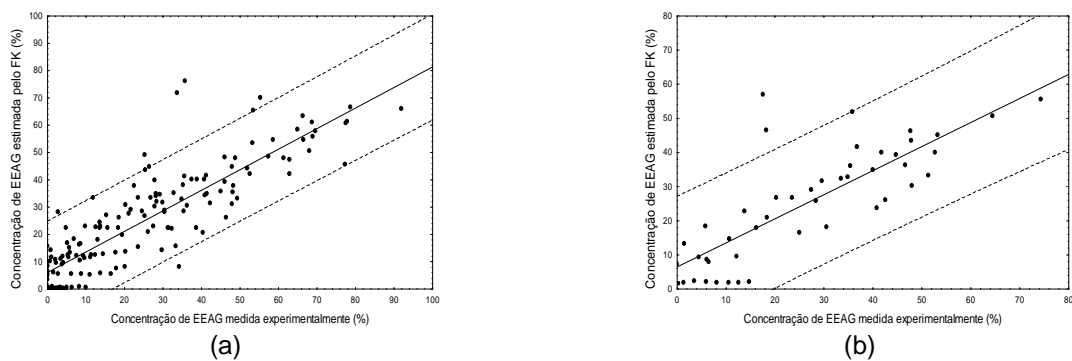 Concentração de EEAG estimada pelo FK (%)
100
90
80
70
60
50
40
30
20
10
0
0 10 20 30 40 50 60 70 80 90 100
Concentração de EEAG medida experimentalmente (%)
(a)
Concentração de EEAG estimada pelo FK (%)
80
70
60
50
40
30
20
10
0
0 10 20 30 40 50 60 70 80
Concentração de EEAG medida experimentalmente (%)
(b)